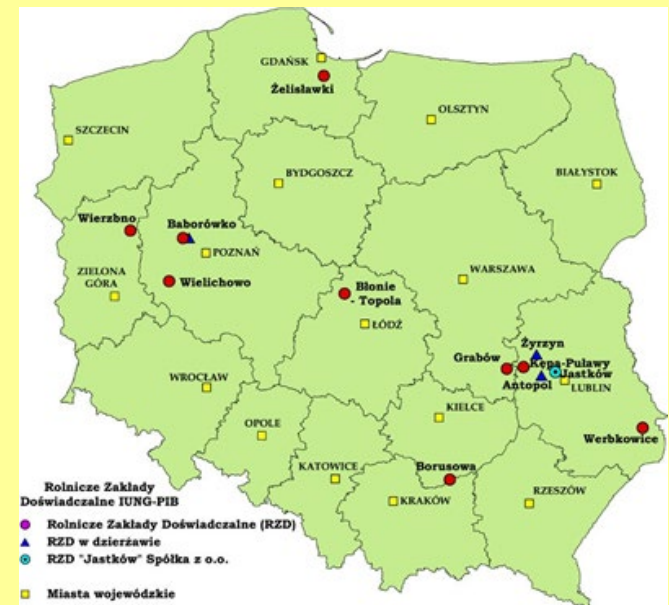 GDAŃSK
Żelisławki
OLSZTYN
SZCZECIN
BYDGOSZCZ
BIAŁYSTOK
Wierzbno
Baborówko
POZNAŃ
ZIELONA
GÓRA
Wielichowo
WARSZAWA
Błonie
- Topola
ŁÓDŹ
Żyrzyn
Grabów
Kępa-Puławy
Jastków
Antopol
LUBLIN
WROCŁAW
KIELCE
OPOLE
Werbkowice
KATOWICE
Borusowa
KRAKÓW
RZESZÓW
Rolnicze Zakłady
Doświadczalne IUNG-PIB
Rolnicze Zakłady Doświadczalne (RZD)
RZD w dzierżawie
RZD "Jastków" Spółka z o.o.
Miasta wojewódzkie